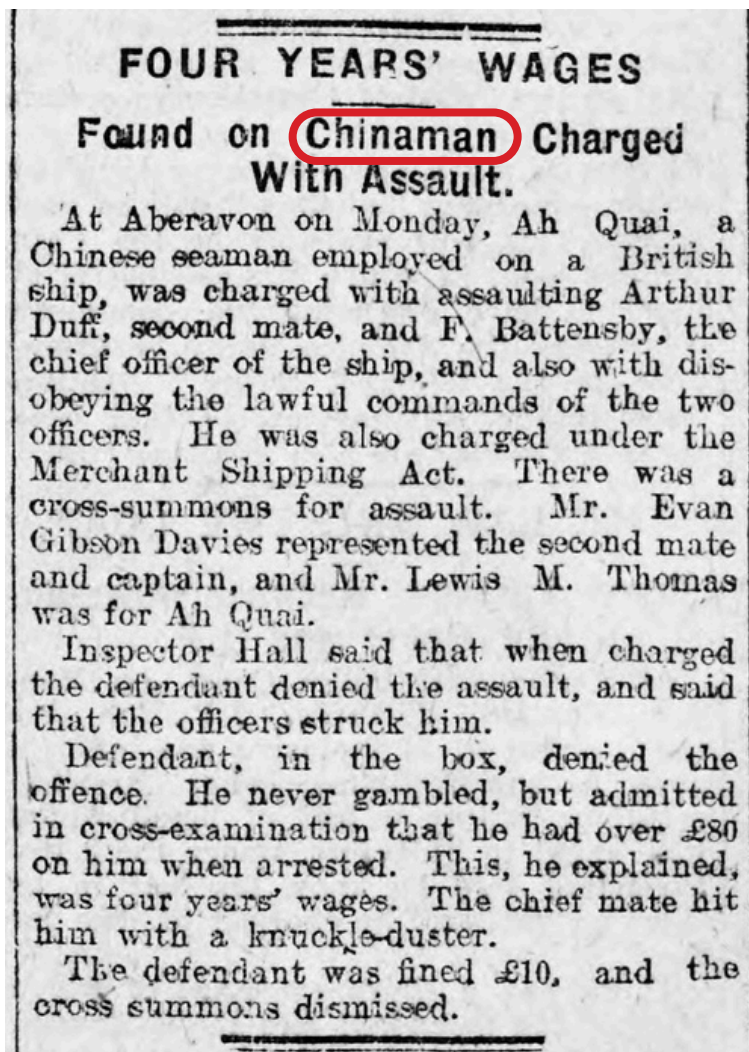 FOUR YEARS' WAGES
Found on Chinaman Charged
With Assault.
At Aberavon on Monday, Ah Quai, a
Chinese seaman employed on a British
ship, was charged with assaulting Arthur
Duff, second mate, and F. Battensby, the
chief officer of the ship, and also with dis-
obeying the lawful commands of the two
officers. He was also charged under the
Merchant Shipping Act. There was a
cross-summons for assault. Mr. Evan
Gibson Davies represented the second mate
and captain, and Mr. Lewis M. Thomas
was for Ah Quai.
Inspector Hall said that when charged
the defendant denied the assault, and said
that the officers struck him.
Defendant, in the box, denied the
offence. He never gambled, but admitted
in cross-examination that he had over £80
on him when arrested. This, he explained,
was four years' wages. The chief mate hit
him with a knuckle-duster.
The defendant was fined £10, and the
cross summons dismissed.